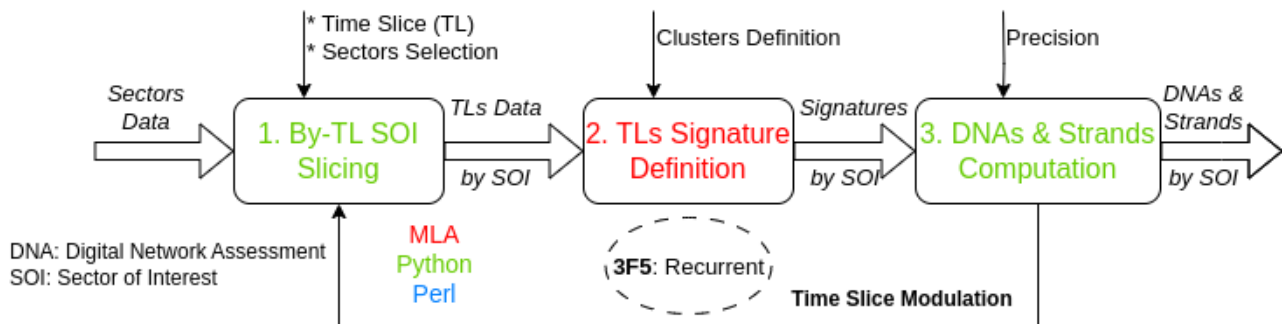 * Time Slice (TL)
* Sectors Selection
Clusters Definition
Precision
Sectors
Data
1. By-TL SOI
Slicing
TLs Data
by SOI
2. TLs Signature
Definition
Signatures
by SOI
3. DNAs & Strands
Computation
DNAs &
Strands
by SOI
DNA: Digital Network Assessment
SOI: Sector of Interest
MLA
Python
Perl
3F5: Recurrent
Time Slice Modulation